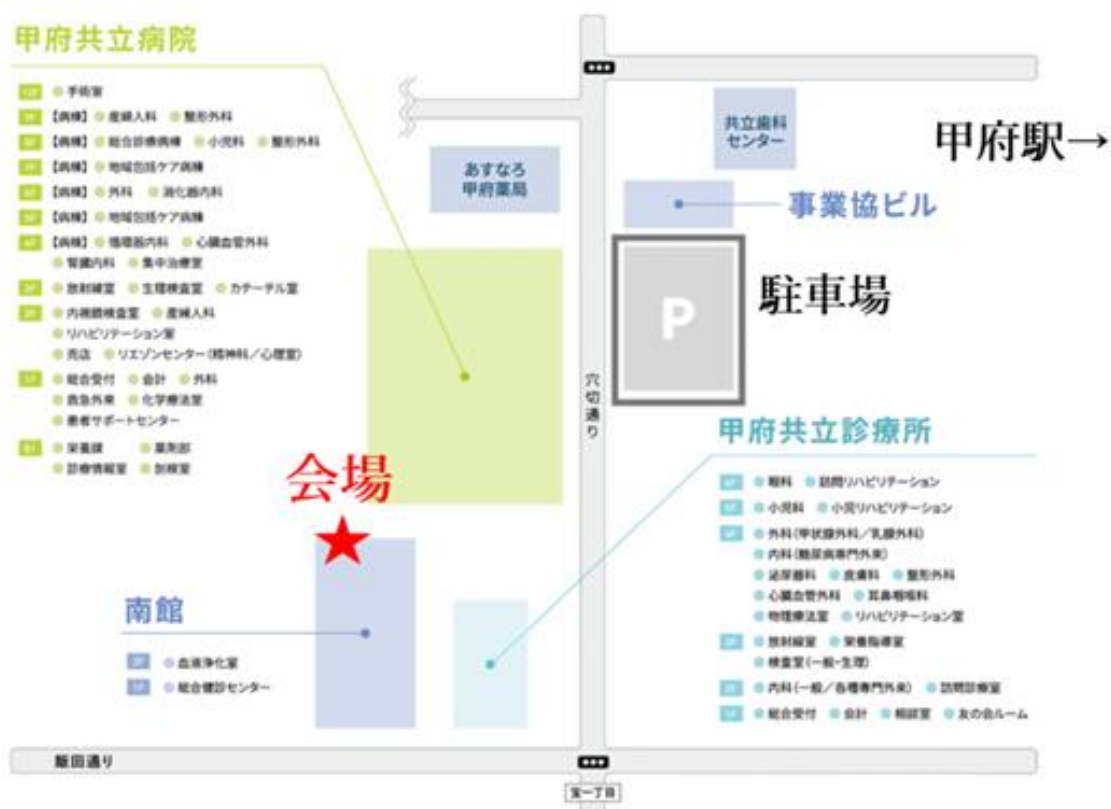 甲府共立病院
手術室
【病棟】 産婦人科 整形外科
【病棟】 総合診療病棟 小児科 整形外科
【病棟】 地域包括ケア病棟
【病棟】 外科 消化器内科
【病棟】 地域包括ケア病棟
【病棟】 循環器内科 心臓血管外科
腎臓内科 集中治療室
放射線室 生理検査室 カテーテル室
内視鏡検査室 産婦人科
リハビリテーション室
売店 リエゾンセンター(精神科/心理室)
総合受付 会計 外科
救急外来 化学療法室
患者サポートセンター
栄養課 薬剤部
診療情報室 剖検室
あすなろ
甲府薬局
共立歯科
センター
甲府駅→
事業協ビル
P
駐車場
穴切通り
会場
南館
2F 血液浄化室
1F 総合健診センター
甲府共立診療所
眼科 訪問リハビリテーション
小児科 小児リハビリテーション
外科(甲状腺外科/乳腺外科)
内科(糖尿病専門外来)
泌尿器科 皮膚科 整形外科
心臓血管外科 耳鼻咽喉科
物理療法室 リハビリテーション室
放射線室 栄養指導室
検査室(一般・生理)
内科(一般/各種専門外来) 訪問診療室
総合受付 会計 相談室 友の会ルーム
飯田通り
宝一丁目